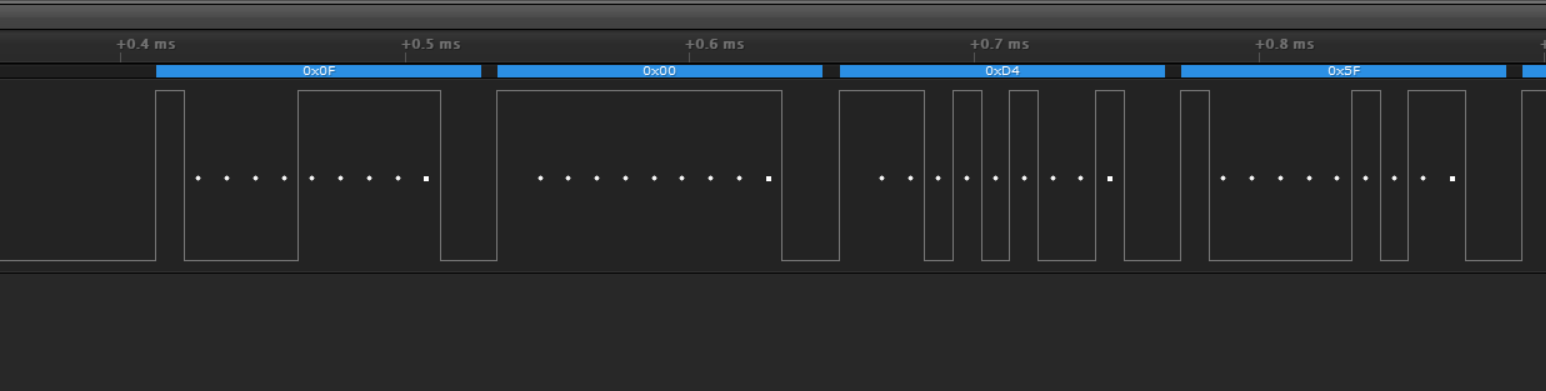 +0.4 ms +0.5 ms +0.6 ms +0.7 ms +0.8 ms
0x0F 0x00 0xD4 0x5F